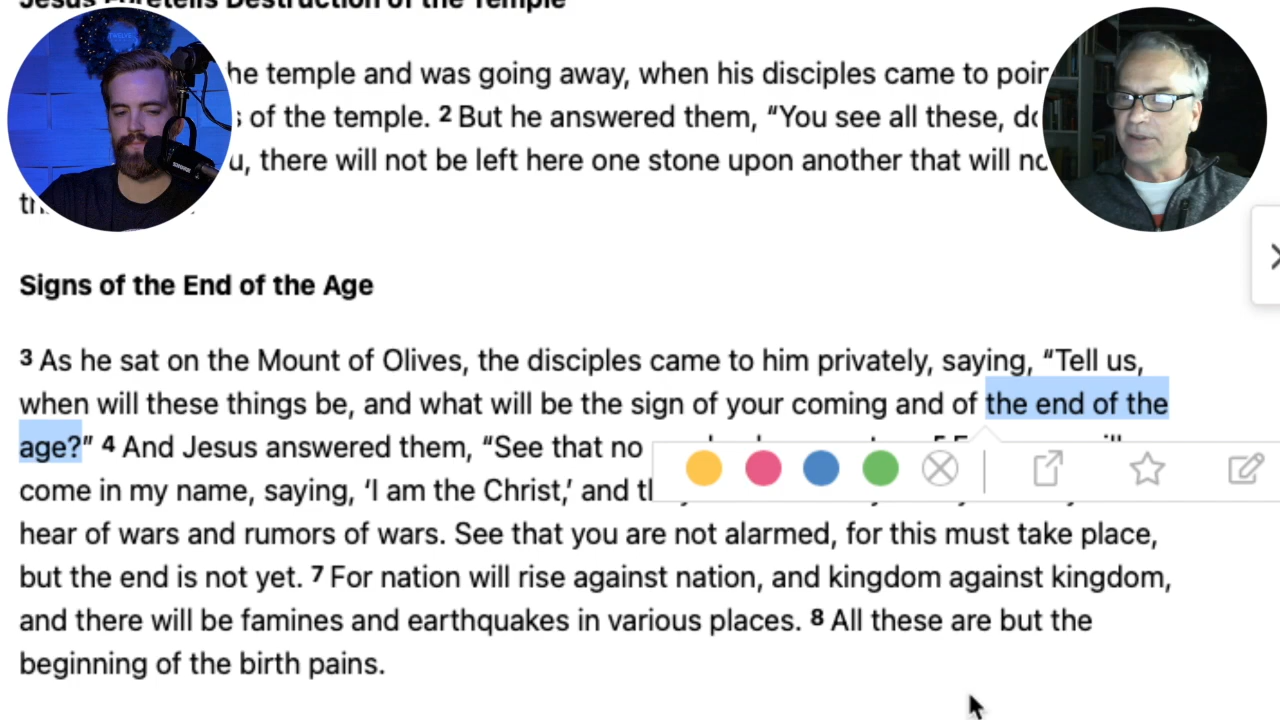 Jesus Foretells Destruction of the Temple
he temple and was going away, when his disciples came to poin
of the temple. 2 But he answered them, “You see all these, do
u, there will not be left here one stone upon another that will no
Signs of the End of the Age
3 As he sat on the Mount of Olives, the disciples came to him privately, saying, “Tell us,
when will these things be, and what will be the sign of your coming and of the end of the
age?” 4 And Jesus answered them, “See that no
come in my name, saying, ‘I am the Christ,’ and
hear of wars and rumors of wars. See that you are not alarmed, for this must take place,
but the end is not yet. 7 For nation will rise against nation, and kingdom against kingdom,
and there will be famines and earthquakes in various places. 8 All these are but the
beginning of the birth pains.